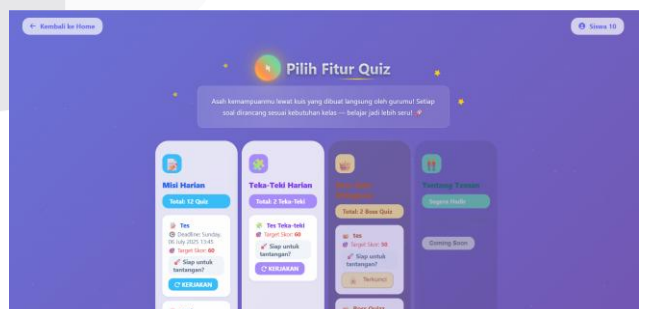 ← Kembali ke Home
Siswa 10
Pilih Fitur Quiz
Asah kemampuanmu lewat kuis yang dibuat langsung oleh gurumu! Setiap
soal dirancang sesuai kebutuhan kelas — belajar jadi lebih seru! 🚀
Misi Harian
Total: 12 Quiz
Tes
Deadline: Sunday,
06 July 2025 13:45
Target Skor: 60
Siap untuk
tantangan?
KERJAKAN
Teka-Teki Harian
Total: 2 Teka-Teki
Tes Teka-teki
Target Skor: 60
Siap untuk
tantangan?
KERJAKAN
Total: 2 Boss Quiz
Tes
Siap untuk
tantangan?
Terkunci
Boss Quiz
Tantang Teman
Segera Hadir
Coming Soon